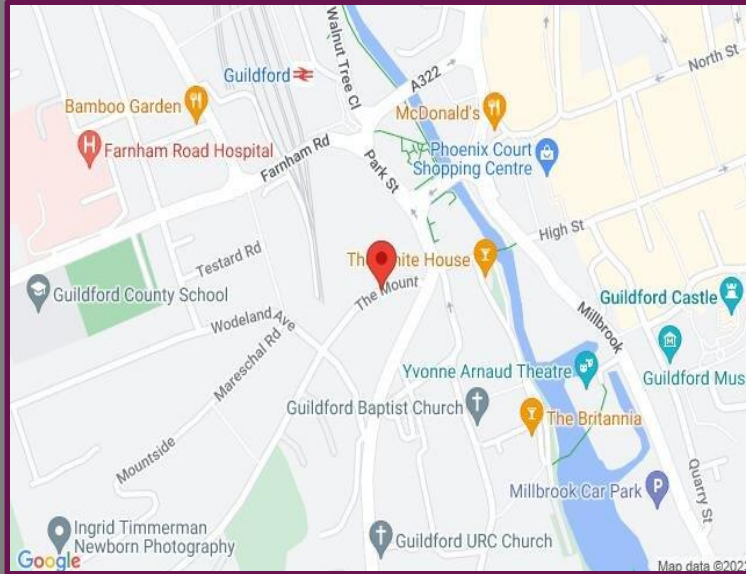 Walnut Tree Cl
Guildford
A322
North St
Bamboo Garden
McDonald's
Farnham Road Hospital
Farnham Rd
Park St
Phoenix Court
Shopping Centre
High St
Testard Rd
The White House
Guildford County School
The Mount
Guildford Castle
Wodeland Ave
Mareschal Rd
Millbrook
Yvonne Arnaud Theatre
Guildford Mus
Guildford Baptist Church
The Britannia
Mountside
Millbrook Car Park
Quarry St
Ingrid Timmerman
Newborn Photography
Guildford URC Church
Google
Map data ©202